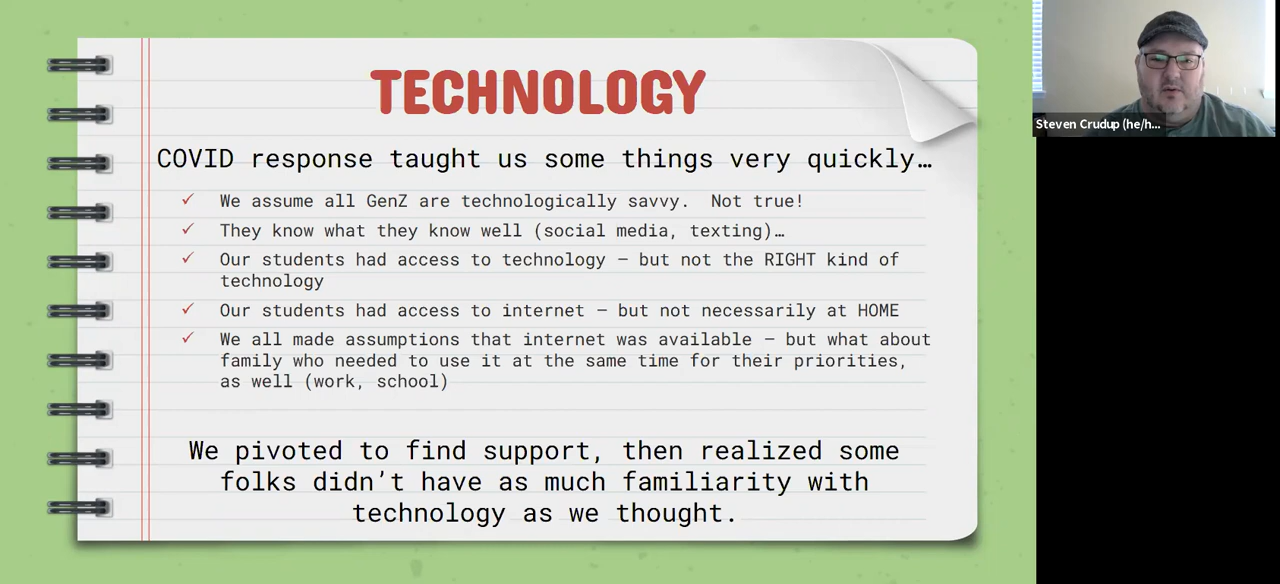 TECHNOLOGY
COVID response taught us some things very quickly…
We assume all GenZ are technologically savvy. Not true!
They know what they know well (social media, texting)…
Our students had access to technology – but not the RIGHT kind of
technology
Our students had access to internet – but not necessarily at HOME
We all made assumptions that internet was available – but what about
family who needed to use it at the same time for their priorities,
as well (work, school)
We pivoted to find support, then realized some
folks didn’t have as much familiarity with
technology as we thought.
Steven Crudup (he/h...